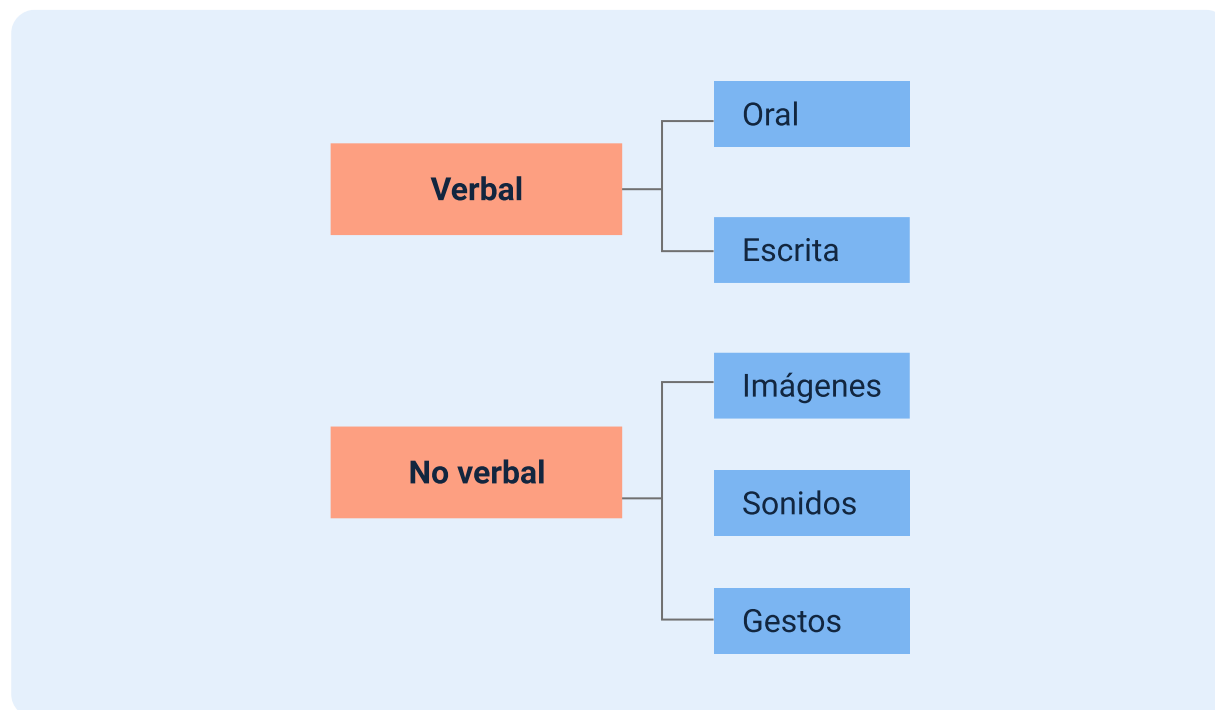 Verbal
Oral
Escrita
No verbal
Imágenes
Sonidos
Gestos